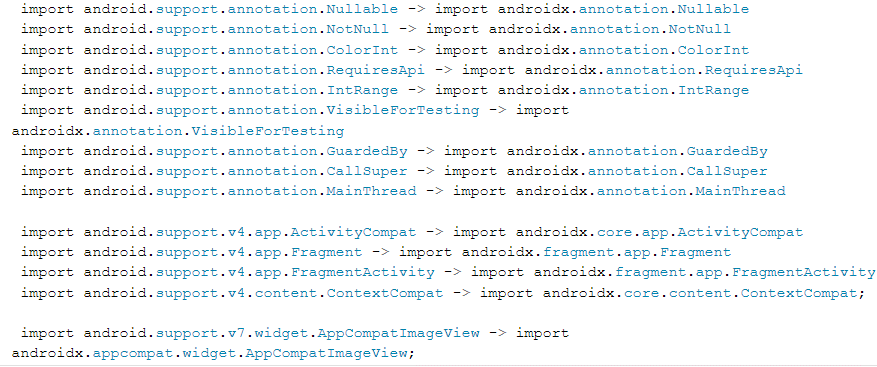 import android.support.annotation.Nullable -> import androidx.annotation.Nullable
import android.support.annotation.NotNull -> import androidx.annotation.NotNull
import android.support.annotation.ColorInt -> import androidx.annotation.ColorInt
import android.support.annotation.RequiresApi -> import androidx.annotation.RequiresApi
import android.support.annotation.IntRange -> import androidx.annotation.IntRange
import android.support.annotation.VisibleForTesting -> import
androidx.annotation.VisibleForTesting
import android.support.annotation.GuardedBy -> import androidx.annotation.GuardedBy
import android.support.annotation.CallSuper -> import androidx.annotation.CallSuper
import android.support.annotation.MainThread -> import androidx.annotation.MainThread
import android.support.v4.app.ActivityCompat -> import androidx.core.app.ActivityCompat
import android.support.v4.app.Fragment -> import androidx.fragment.app.Fragment
import android.support.v4.app.FragmentActivity -> import androidx.fragment.app.FragmentActivity
import android.support.v4.content.ContextCompat -> import androidx.core.content.ContextCompat;
import android.support.v7.widget.AppCompatImageView -> import
androidx.appcompat.widget.AppCompatImageView;